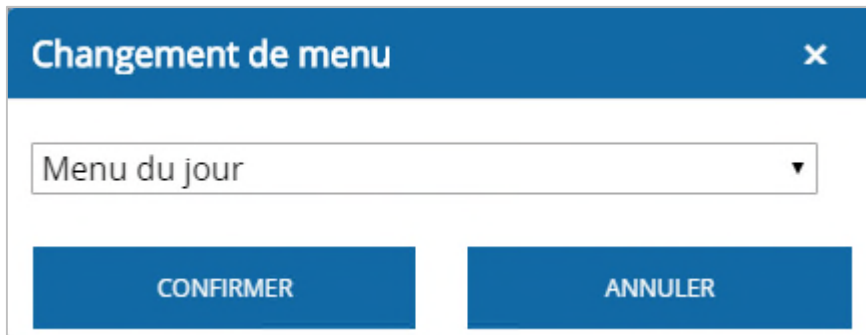 Changement de menu
Menu du jour
CONFIRMER
ANNULER